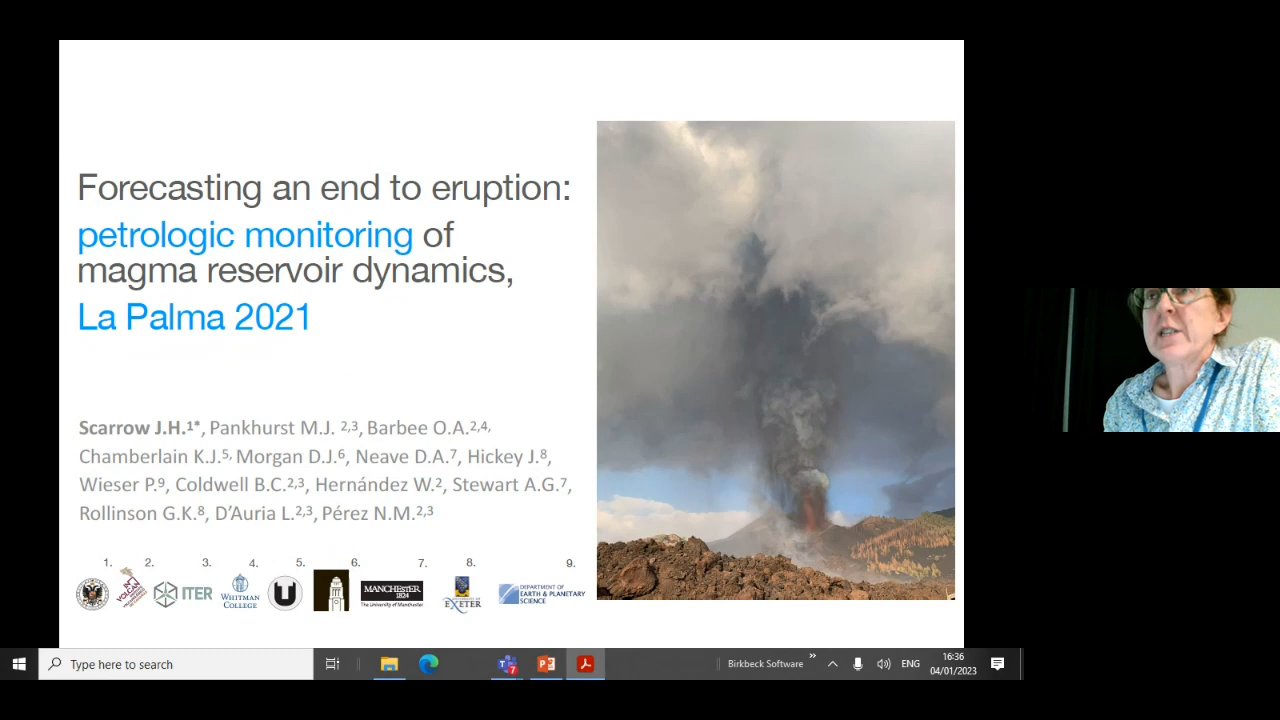 Forecasting an end to eruption:
petrologic monitoring of
magma reservoir dynamics,
La Palma 2021
Scarrow J.H.1*, Pankhurst M.J. 2,3, Barbee O.A.2,4,
Chamberlain K.J.5, Morgan D.J.6, Neave D.A.7, Hickey J.8,
Wieser P.9, Coldwell B.C.2,3, Hernández W.2, Stewart A.G.7,
Rollinson G.K.8, D'Auria L.2,3, Pérez N.M.2,3
1. 2. 3. 4. 5. 6. 7. 8. 9.
ITER
WHITMAN
COLLEGE
MANCHESTER
1824
The University of Manchester
UNIVERSITY OF
EXETER
DEPARTMENT OF
EARTH & PLANETARY
SCIENCE
Type here to search
7
Birkbeck Software
ENG
16:36
04/01/2023